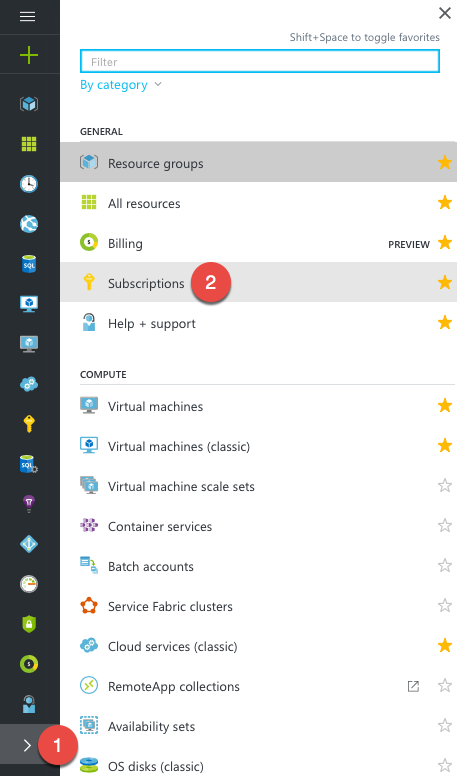 Shift+Space to toggle favorites
Filter
By category
GENERAL
Resource groups
All resources
Billing PREVIEW
Subscriptions 2
Help + support
COMPUTE
Virtual machines
Virtual machines (classic)
Virtual machine scale sets
Container services
Batch accounts
Service Fabric clusters
Cloud services (classic)
RemoteApp collections
Availability sets
OS disks (classic)
SQL
SQL
1